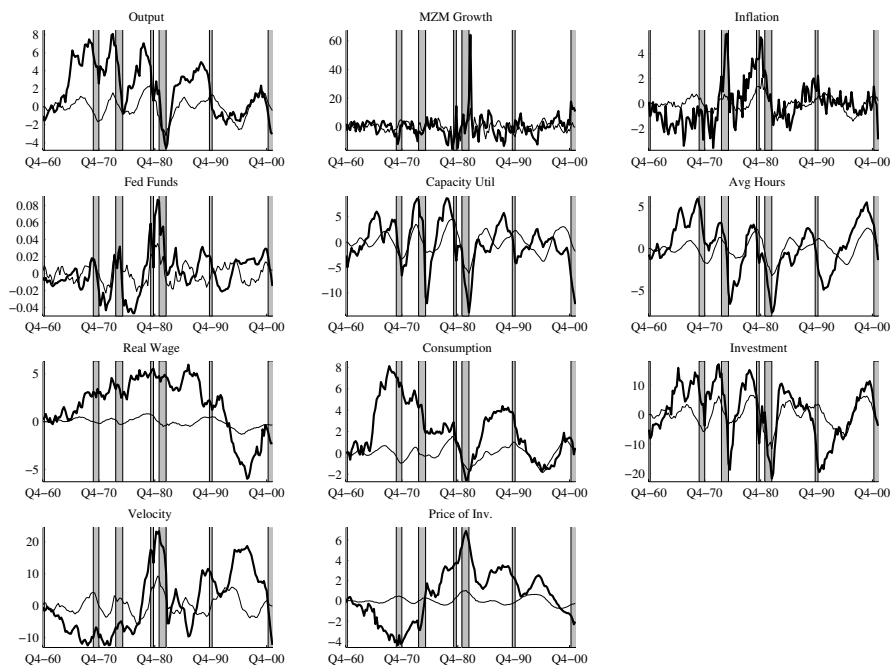 Output
MZM Growth
Inflation
8
6
4
2
0
−2
−4
Q4−60 Q4−70 Q4−80 Q4−90 Q4−00
60
40
20
0
Q4−60 Q4−70 Q4−80 Q4−90 Q4−00
4
2
0
−2
Q4−60 Q4−70 Q4−80 Q4−90 Q4−00
Fed Funds
Capacity Util
Avg Hours
0.08
0.06
0.04
0.02
0
−0.02
−0.04
Q4−60 Q4−70 Q4−80 Q4−90 Q4−00
5
0
−5
−10
Q4−60 Q4−70 Q4−80 Q4−90 Q4−00
5
0
−5
Q4−60 Q4−70 Q4−80 Q4−90 Q4−00
Real Wage
Consumption
Investment
5
0
−5
Q4−60 Q4−70 Q4−80 Q4−90 Q4−00
8
6
4
2
0
−2
Q4−60 Q4−70 Q4−80 Q4−90 Q4−00
10
0
−10
−20
Q4−60 Q4−70 Q4−80 Q4−90 Q4−00
Velocity
Price of Inv.
20
10
0
−10
Q4−60 Q4−70 Q4−80 Q4−90 Q4−00
6
4
2
0
−2
−4
Q4−60 Q4−70 Q4−80 Q4−90 Q4−00